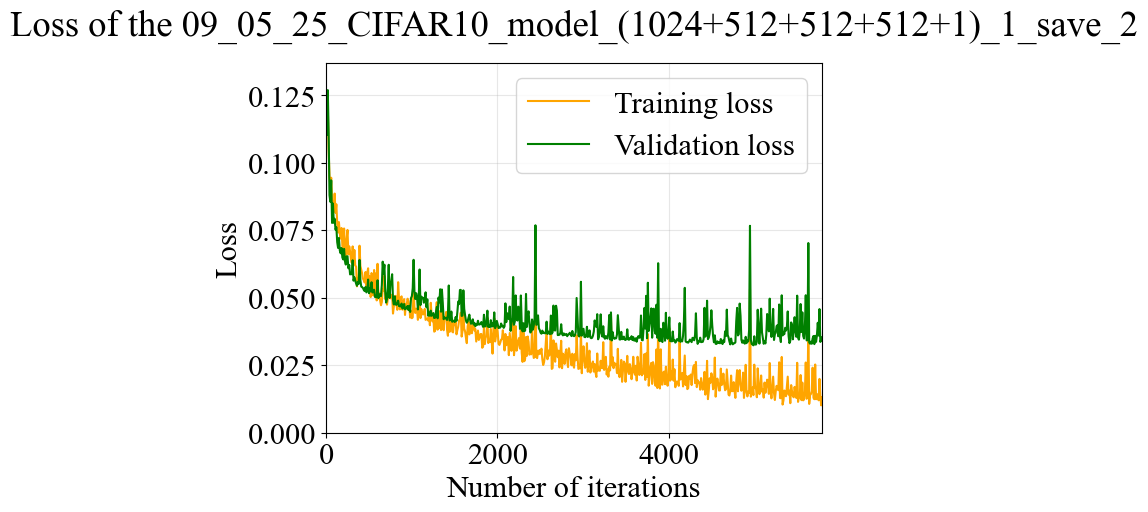 Loss of the 09_05_25_CIFAR10_model_(1024+512+512+512+1)_1_save_2
Training loss
Validation loss
0.125
0.100
0.075
0.050
0.025
0.000
Loss
0
2000
4000
Number of iterations